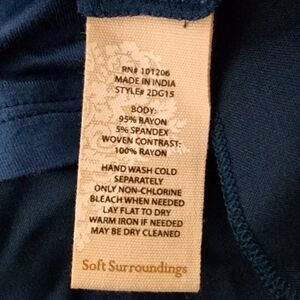 RN# 101206
MADE IN INDIA
STYLE# 2DG15
BODY:
95% RAYON
5% SPANDEX
WOVEN CONTRAST:
100% RAYON
HAND WASH COLD
SEPARATELY
ONLY NON-CHLORINE
BLEACH WHEN NEEDED
LAY FLAT TO DRY
WARM IRON IF NEEDED
MAY BE DRY CLEANED
Soft Surroundings